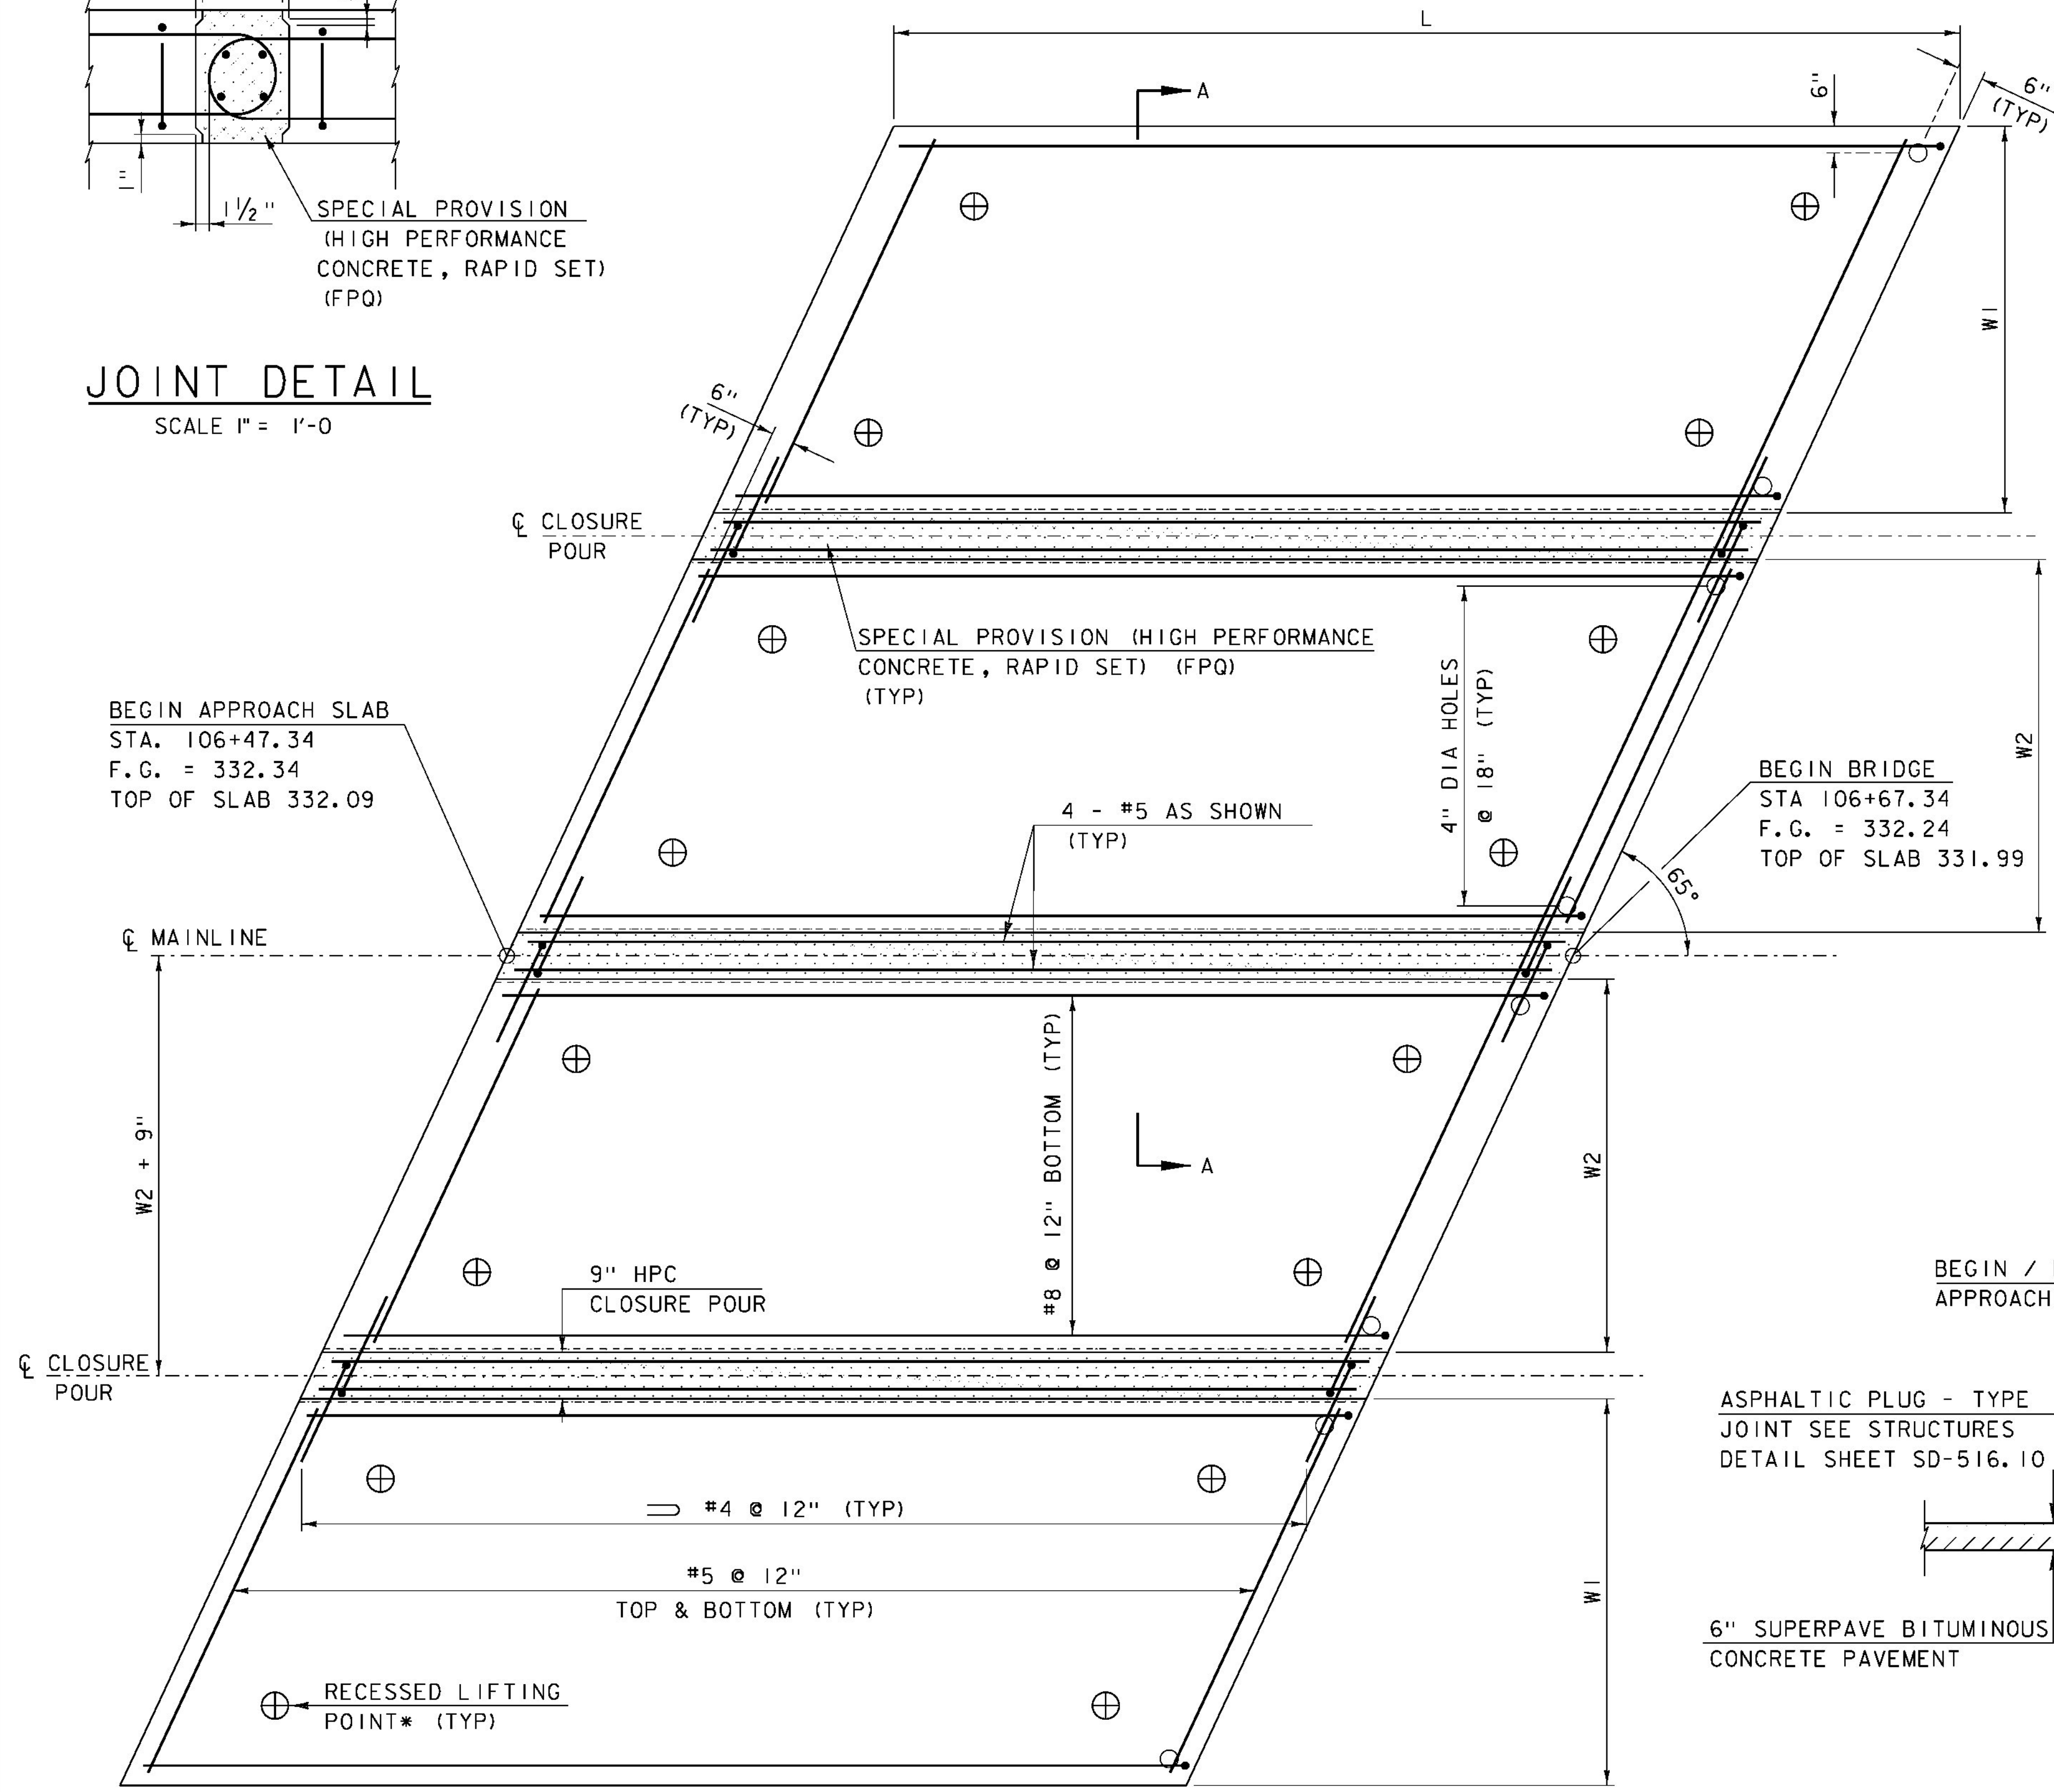 1"
1 1/2"
SPECIAL PROVISION
(HIGH PERFORMANCE
CONCRETE, RAPID SET)
(FPQ)
JOINT DETAIL
SCALE 1" = 1'-0
L
A
6"
6"
(TYP)
W1
6"
(TYP)
℄ CLOSURE
POUR
SPECIAL PROVISION (HIGH PERFORMANCE
CONCRETE, RAPID SET) (FPQ)
(TYP)
4" DIA HOLES
@ 18" (TYP)
W2
BEGIN APPROACH SLAB
STA. 106+47.34
F.G. = 332.34
TOP OF SLAB 332.09
4 - #5 AS SHOWN
(TYP)
BEGIN BRIDGE
STA 106+67.34
F.G. = 332.24
TOP OF SLAB 331.99
65°
℄ MAINLINE
W2 + 9"
#8 @ 12" BOTTOM (TYP)
A
W2
9" HPC
CLOSURE POUR
BEGIN /
APPROACH
℄ CLOSURE
POUR
ASPHALTIC PLUG - TYPE
JOINT SEE STRUCTURES
DETAIL SHEET SD-516.10
#4 @ 12" (TYP)
#5 @ 12"
TOP & BOTTOM (TYP)
W1
6" SUPERPAVE BITUMINOUS
CONCRETE PAVEMENT
RECESSED LIFTING
POINT* (TYP)